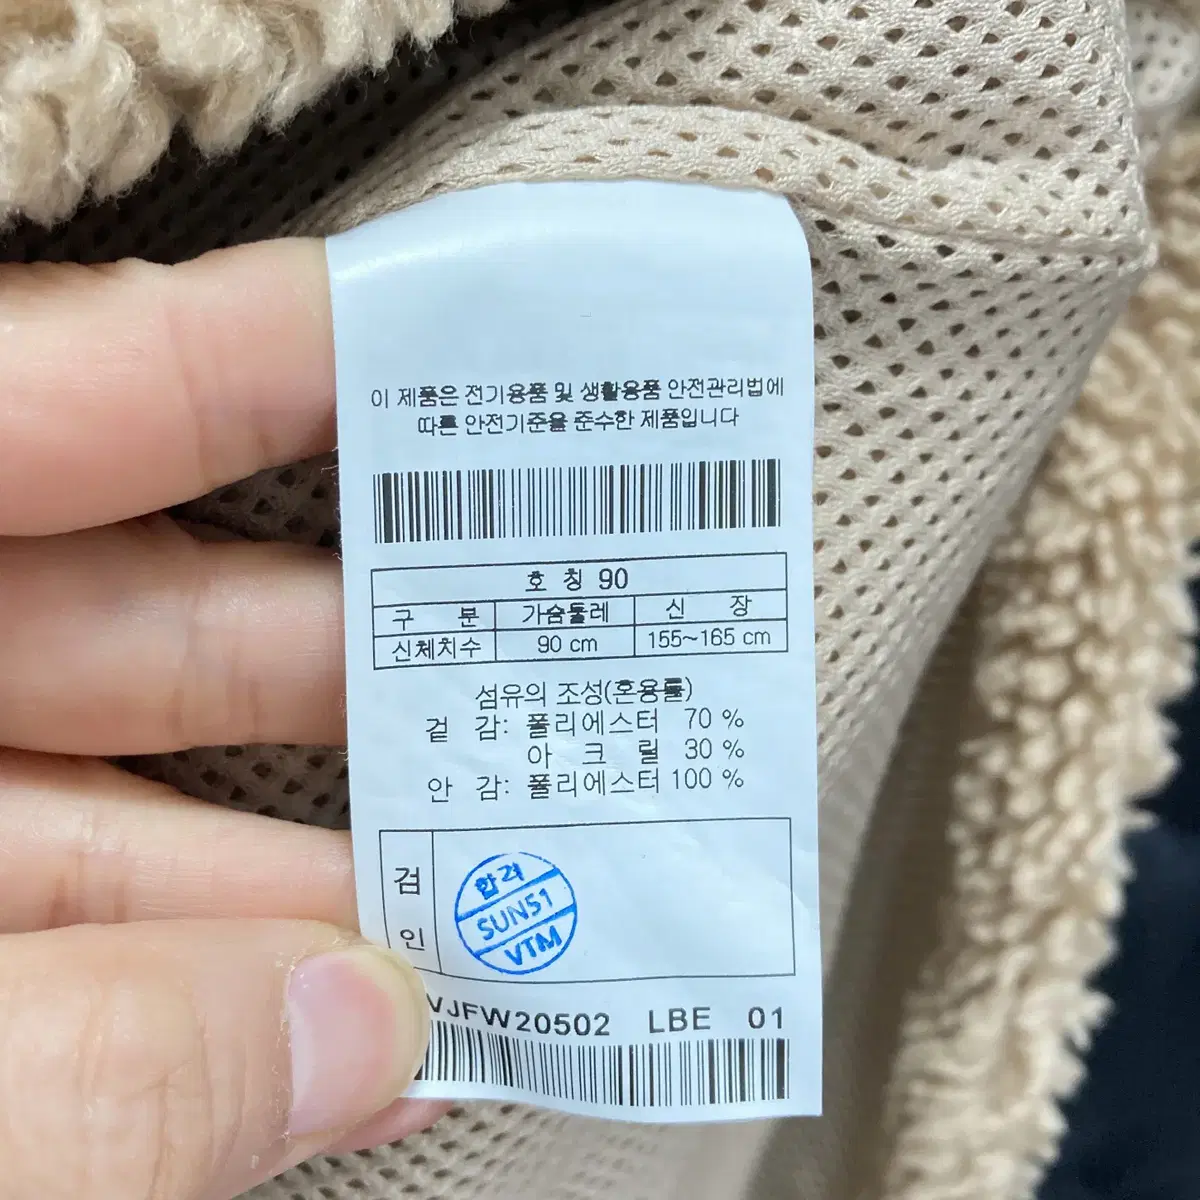 이 제품은 전기용품 및 생활용품 안전관리법에
따른 안전기준을 준수한 제품입니다
호 칭 90
구 분 가슴둘레 신 장
신체치수 90 cm 155~165 cm
섬유의 조성(혼용률)
겉 감: 폴리에스터 70 %
아 크 릴 30 %
안 감: 폴리에스터 100 %
검
인
합격
SUN51
VTM
VJFW20502 LBE 01